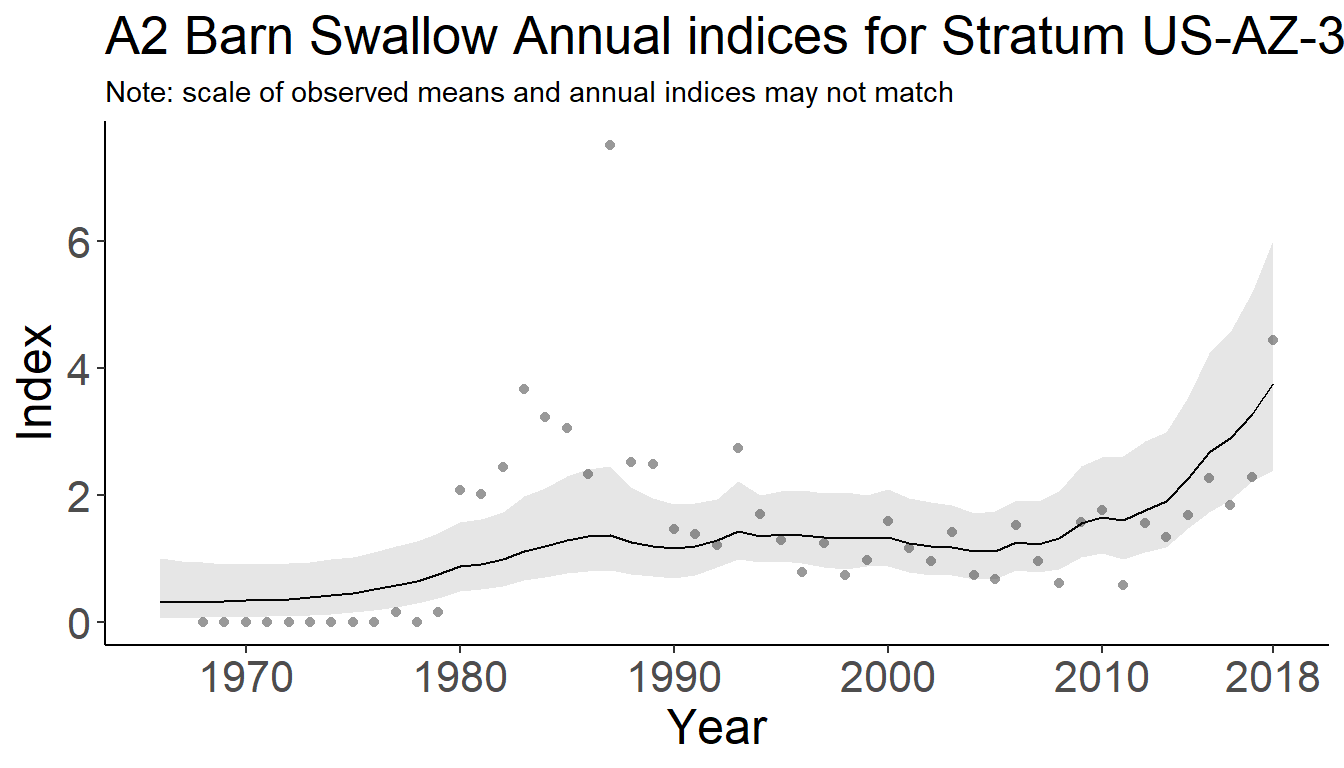 A2 Barn Swallow Annual indices for Stratum US-AZ-3
Note: scale of observed means and annual indices may not match
6
4
2
0
Index
1970 1980 1990 2000 2010 2018
Year